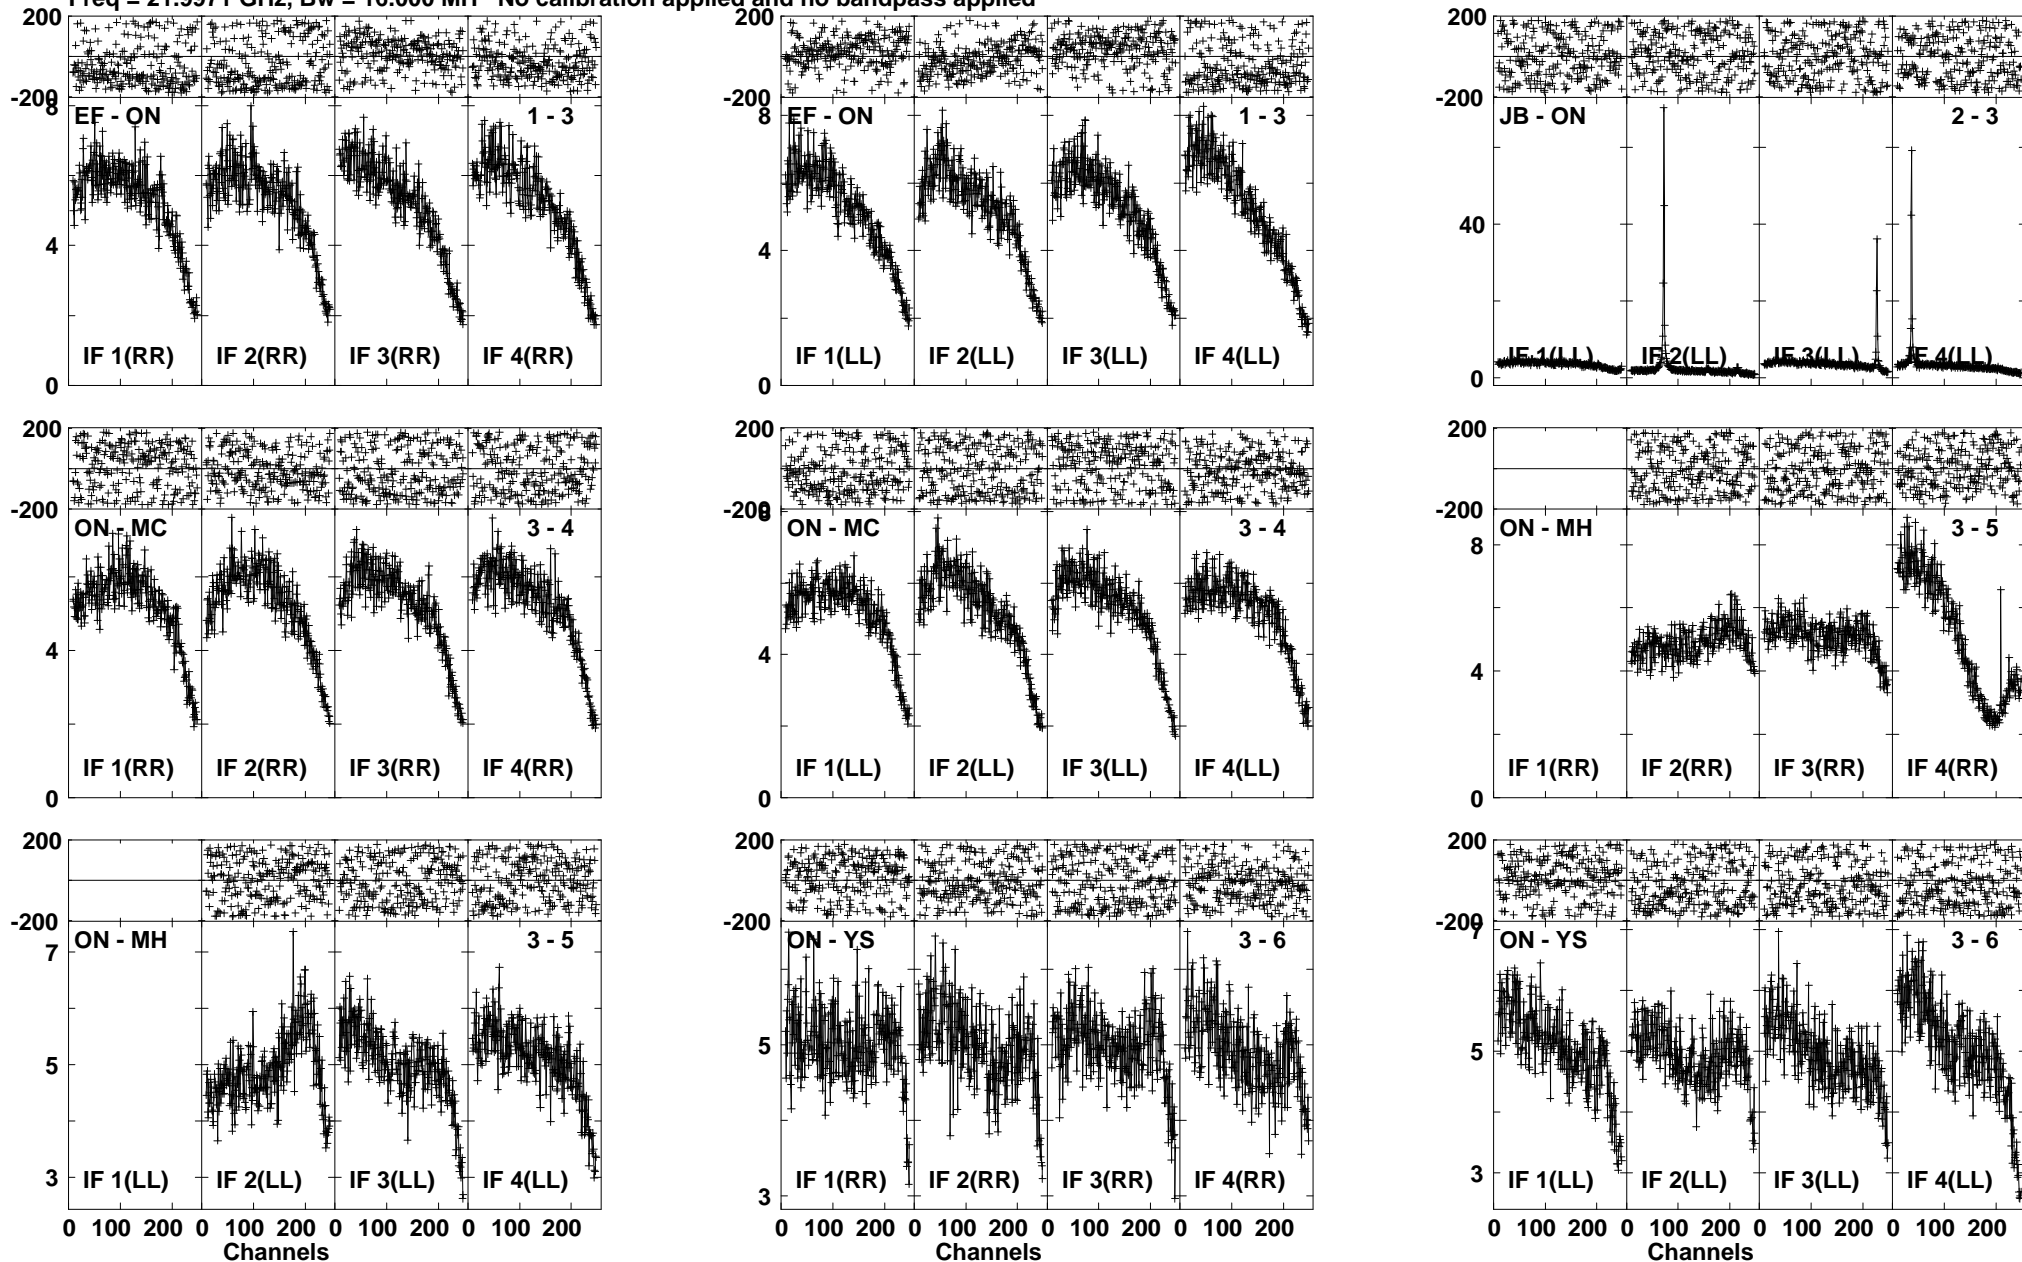 Freq = 21.9971 GHz, Bw = 16.000 MH No calibration applied and no bandpass applied
200 200 200
-200 -200 -200
8 EF - ON 1 - 3 8 EF - ON 1 - 3 JB - ON 2 - 3
4 4 40
IF 1(RR) IF 2(RR) IF 3(RR) IF 4(RR) IF 1(LL) IF 2(LL) IF 3(LL) IF 4(LL) IF 1(LL) IF 2(LL) IF 3(LL) IF 4(LL)
0 0 0
200 200 200
-200 -200 -200
ON - MC 3 - 4 8 ON - MC 3 - 4 ON - MH 3 - 5
8
4 4 4
IF 1(RR) IF 2(RR) IF 3(RR) IF 4(RR) IF 1(LL) IF 2(LL) IF 3(LL) IF 4(LL) IF 1(RR) IF 2(RR) IF 3(RR) IF 4(RR)
0 0 0
200 200 200
-200 -200 -200
ON - MH 3 - 5 ON - YS 3 - 6 7 ON - YS 3 - 6
7
5 5 5
IF 1(LL) IF 2(LL) IF 3(LL) IF 4(LL) IF 1(RR) IF 2(RR) IF 3(RR) IF 4(RR) IF 1(LL) IF 2(LL) IF 3(LL) IF 4(LL)
3 3 3
0 100 200 0 100 200 0 100 200 0 100 200 0 100 200 0 100 200 0 100 200 0 100 200 0 100 200 0 100 200 0 100 200 0 100 200
Channels Channels Channels